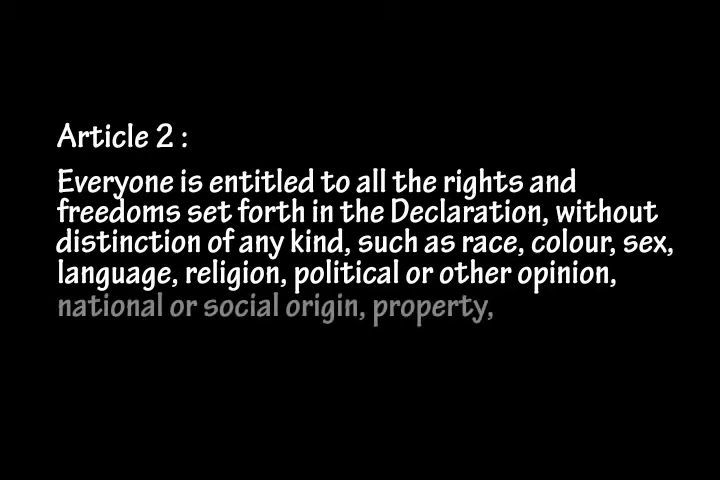 Article 2 :
Everyone is entitled to all the rights and
freedoms set forth in the Declaration, without
distinction of any kind, such as race, colour, sex,
language, religion, political or other opinion,
national or social origin, property,